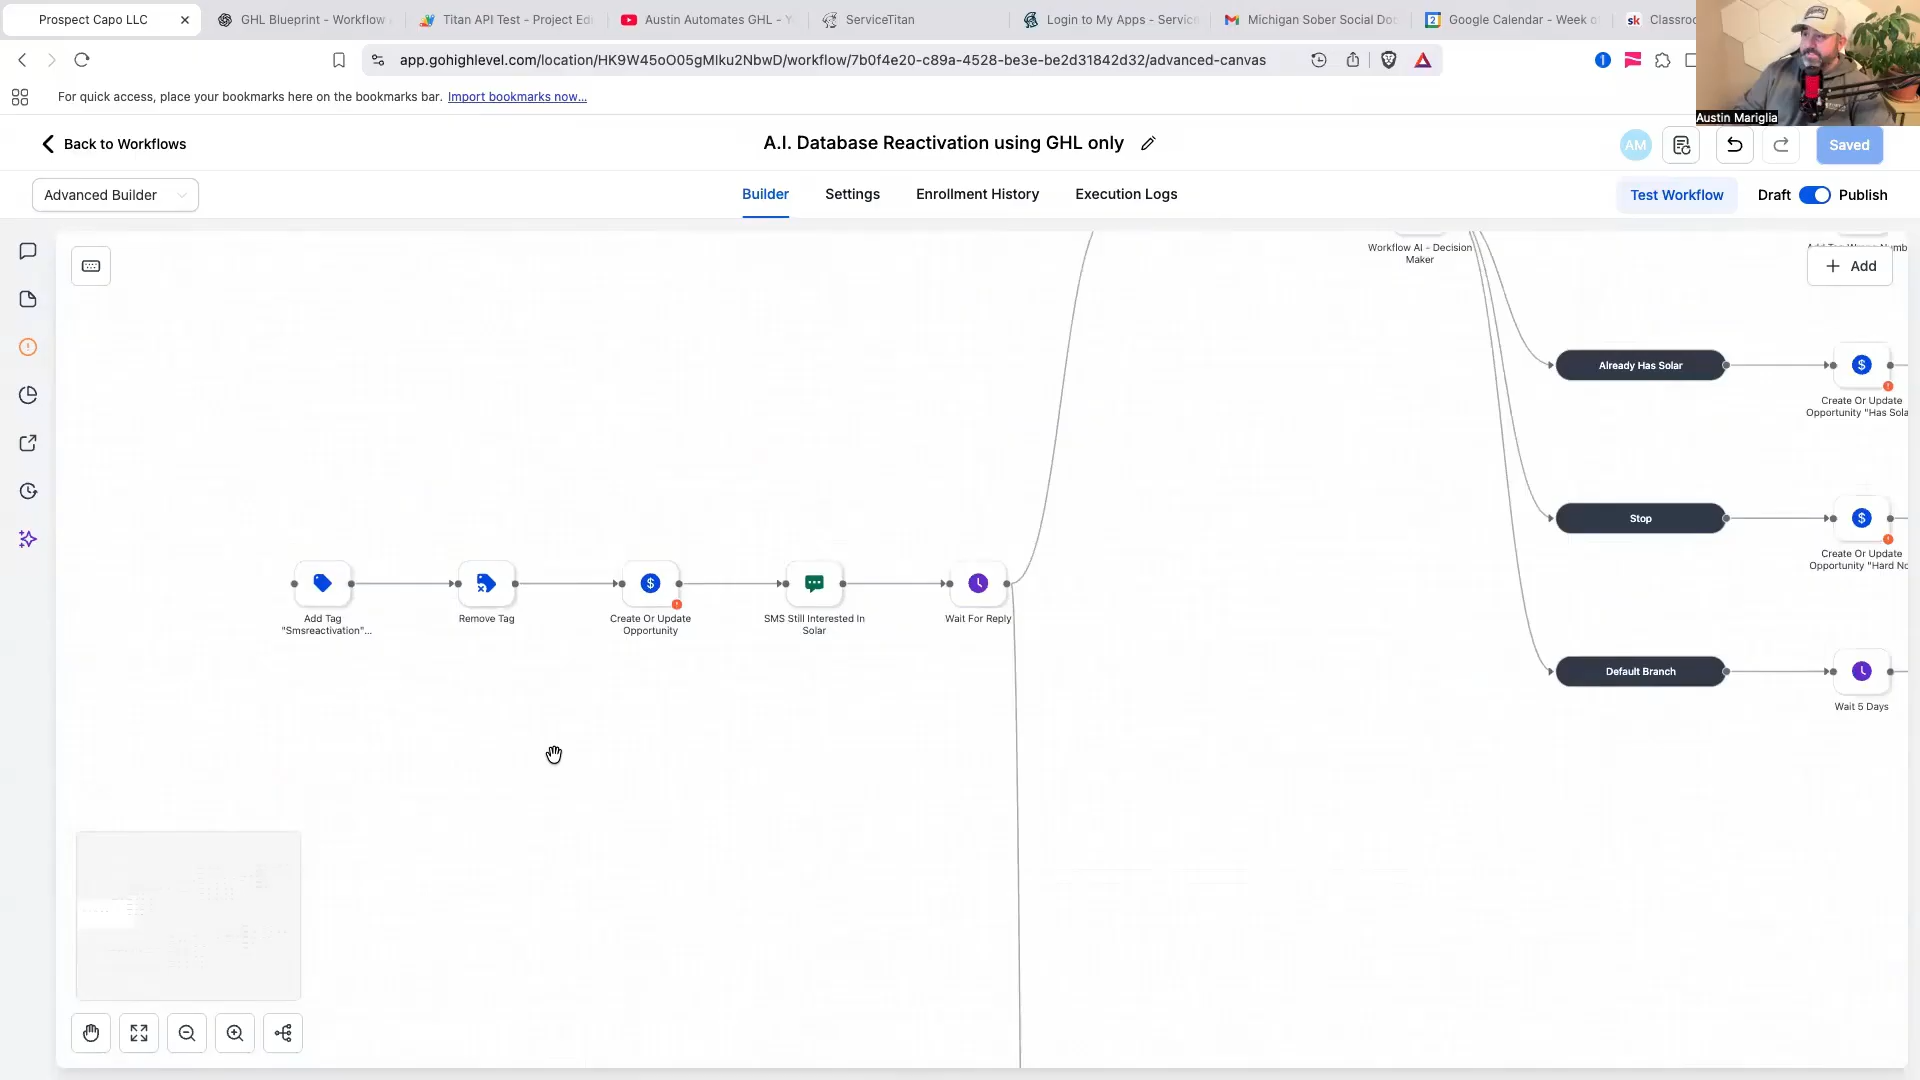 Prospect Capo LLC
GHL Blueprint - Workflow
Titan API Test - Project Edi
Austin Automates GHL - Y
ServiceTitan
Login to My Apps - Servic
Michigan Sober Social Do
Google Calendar - Week o
sk Classroo
app.gohighlevel.com/location/HK9W45oO05gMIku2NbwD/workflow/7b0f4e20-c89a-4528-be3e-be2d31842d32/advanced-canvas
For quick access, place your bookmarks here on the bookmarks bar. Import bookmarks now...
Austin Mariglia
Back to Workflows
A.I. Database Reactivation using GHL only
AM
Saved
Advanced Builder
Builder
Settings
Enrollment History
Execution Logs
Test Workflow
Draft
Publish
Workflow AI - Decision
Maker
Add
Already Has Solar
Create Or Update
Opportunity "Has Sola
Stop
Create Or Update
Opportunity "Hard No
Add Tag
"Smsreactivation"...
Remove Tag
Create Or Update
Opportunity
SMS Still Interested In
Solar
Wait For Reply
Default Branch
Wait 5 Days